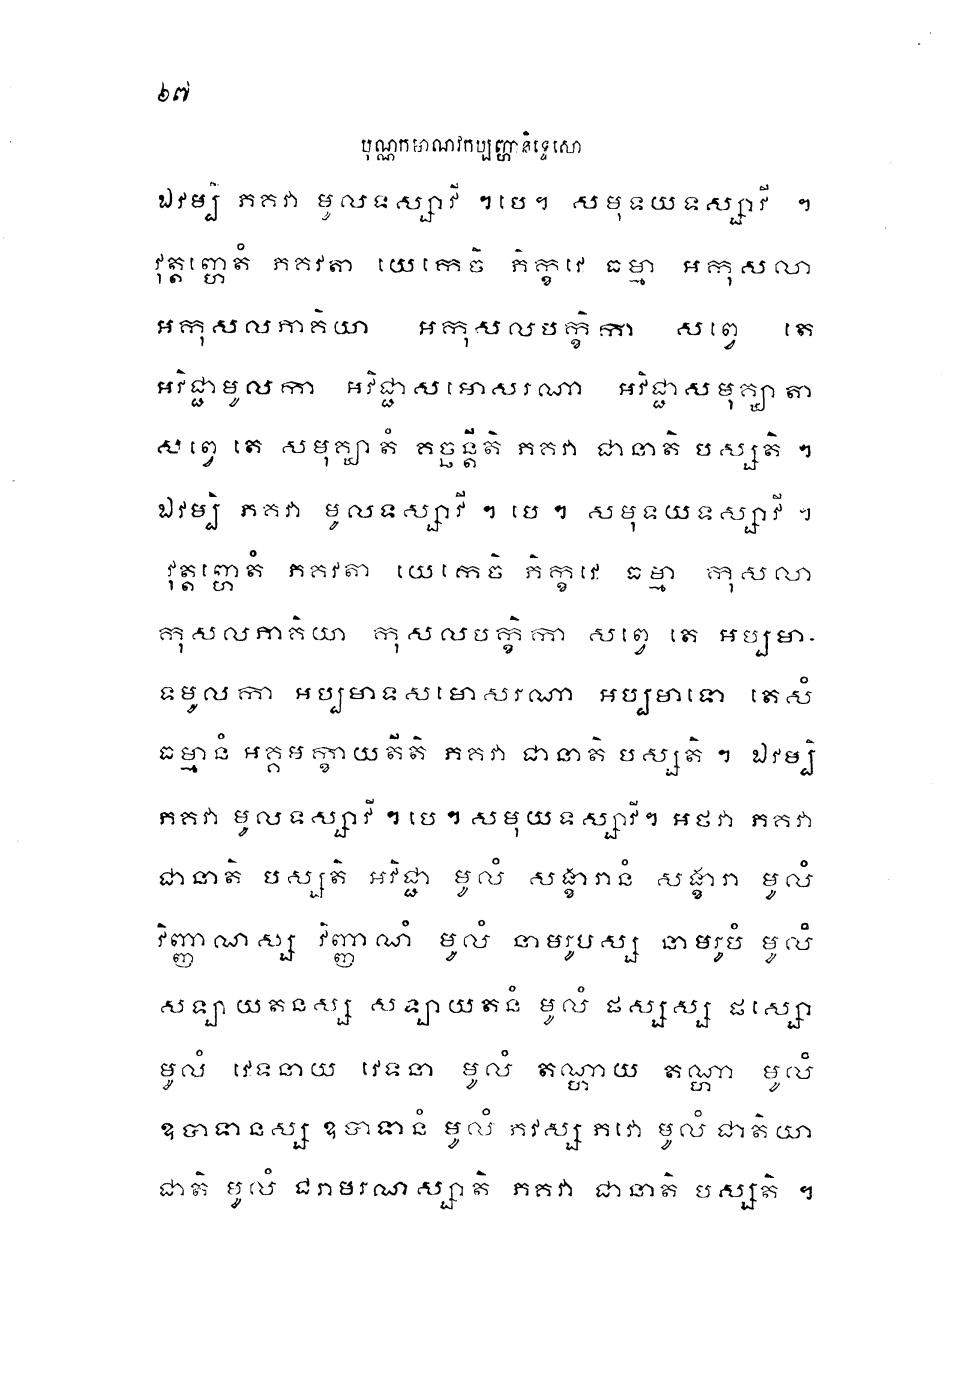 ៦៧
បុណ្ណកមាណវកប្បញ្ហានិទ្ទេសោ
ឯវម្បិ ភគវា មូលទស្សាវី ។បេ។ សមុទយទស្សាវី ។
វុត្តញ្ហេតំ ភគវតា យេកេចិ ភិក្ខវេ ធម្មា អកុសលា
អកុសលភាគិយា អកុសលបក្ខិកា សព្វេ តេ
អវិជ្ជាមូលកា អវិជ្ជាសមោសរណា អវិជ្ជាសមុគ្ឃាតា
សព្វេ តេ សមុគ្ឃាតំ គច្ឆន្តីតិ ភគវា ជានាតិ បស្សតិ ។
ឯវម្បិ ភគវា មូលទស្សាវី ។ បេ ។ សមុទយទស្សាវី ។
វុត្តញ្ហេតំ ភគវតា យេកេចិ ភិក្ខវេ ធម្មា កុសលា
កុសលភាគិយា កុសលបក្ខិកា សព្វេ តេ អប្បមា-
ទមូលកា អប្បមាទសមោសរណា អប្បមាទោ តេសំ
ធម្មានំ អគ្គមក្ខាយតីតិ ភគវា ជានាតិ បស្សតិ ។ ឯវម្បិ
ភគវា មូលទស្សាវី ។បេ។ សមុយទស្សាវី។ អថវា ភគវា
ជានាតិ បស្សតិ អវិជ្ជា មូលំ សង្ខារានំ សង្ខារា មូលំ
វិញ្ញាណស្ស វិញ្ញាណំ មូលំ នាមរូបស្ស នាមរូបំ មូលំ
សឡាយតនស្ស សឡាយតនំ មូលំ ផស្សស្ស ផស្សោ
មូលំ វេទនាយ វេទនា មូលំ តណ្ហាយ តណ្ហា មូលំ
ឧបាទានស្ស ឧបាទានំ មូលំ ភវស្ស ភវោ មូលំ ជាតិយា
ជាតិ មូលំ ជរាមរណស្សាតិ ភគវា ជានាតិ បស្សតិ ។